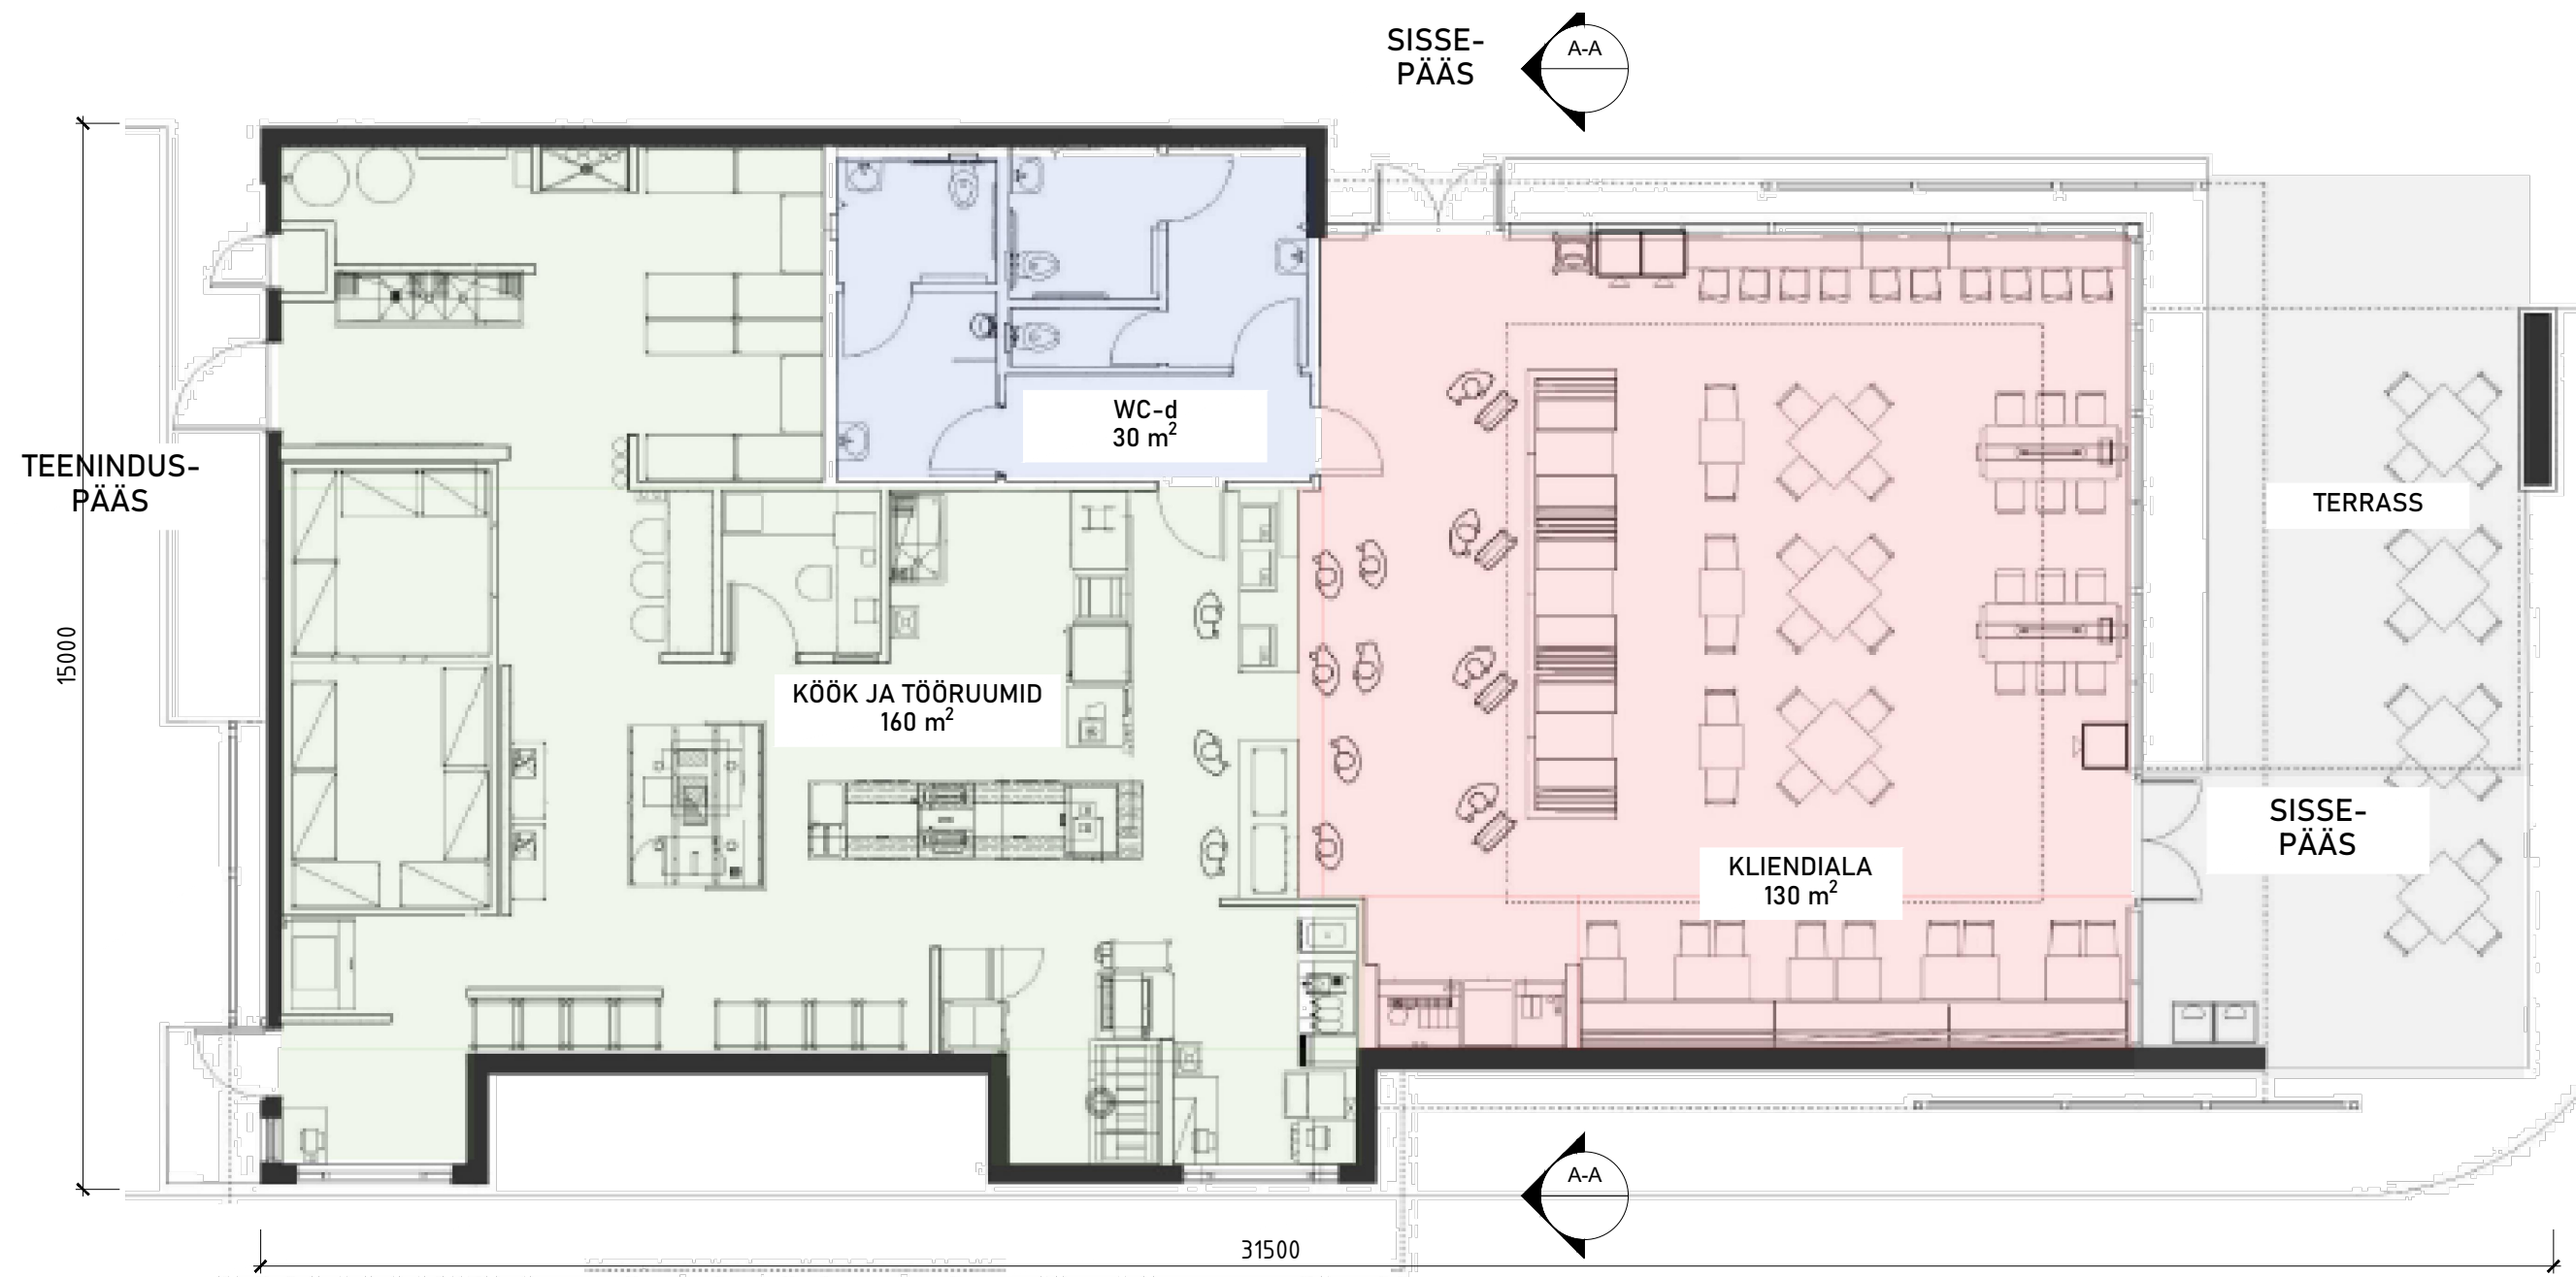 SISSE-
PÄÄS
A-A
WC-d
30 m²
TEENINDUS-
PÄÄS
TERRASS
15000
KÖÖK JA TÖÖRUUMID
160 m²
SISSE-
PÄÄS
KLIENDIALA
130 m²
A-A
31500